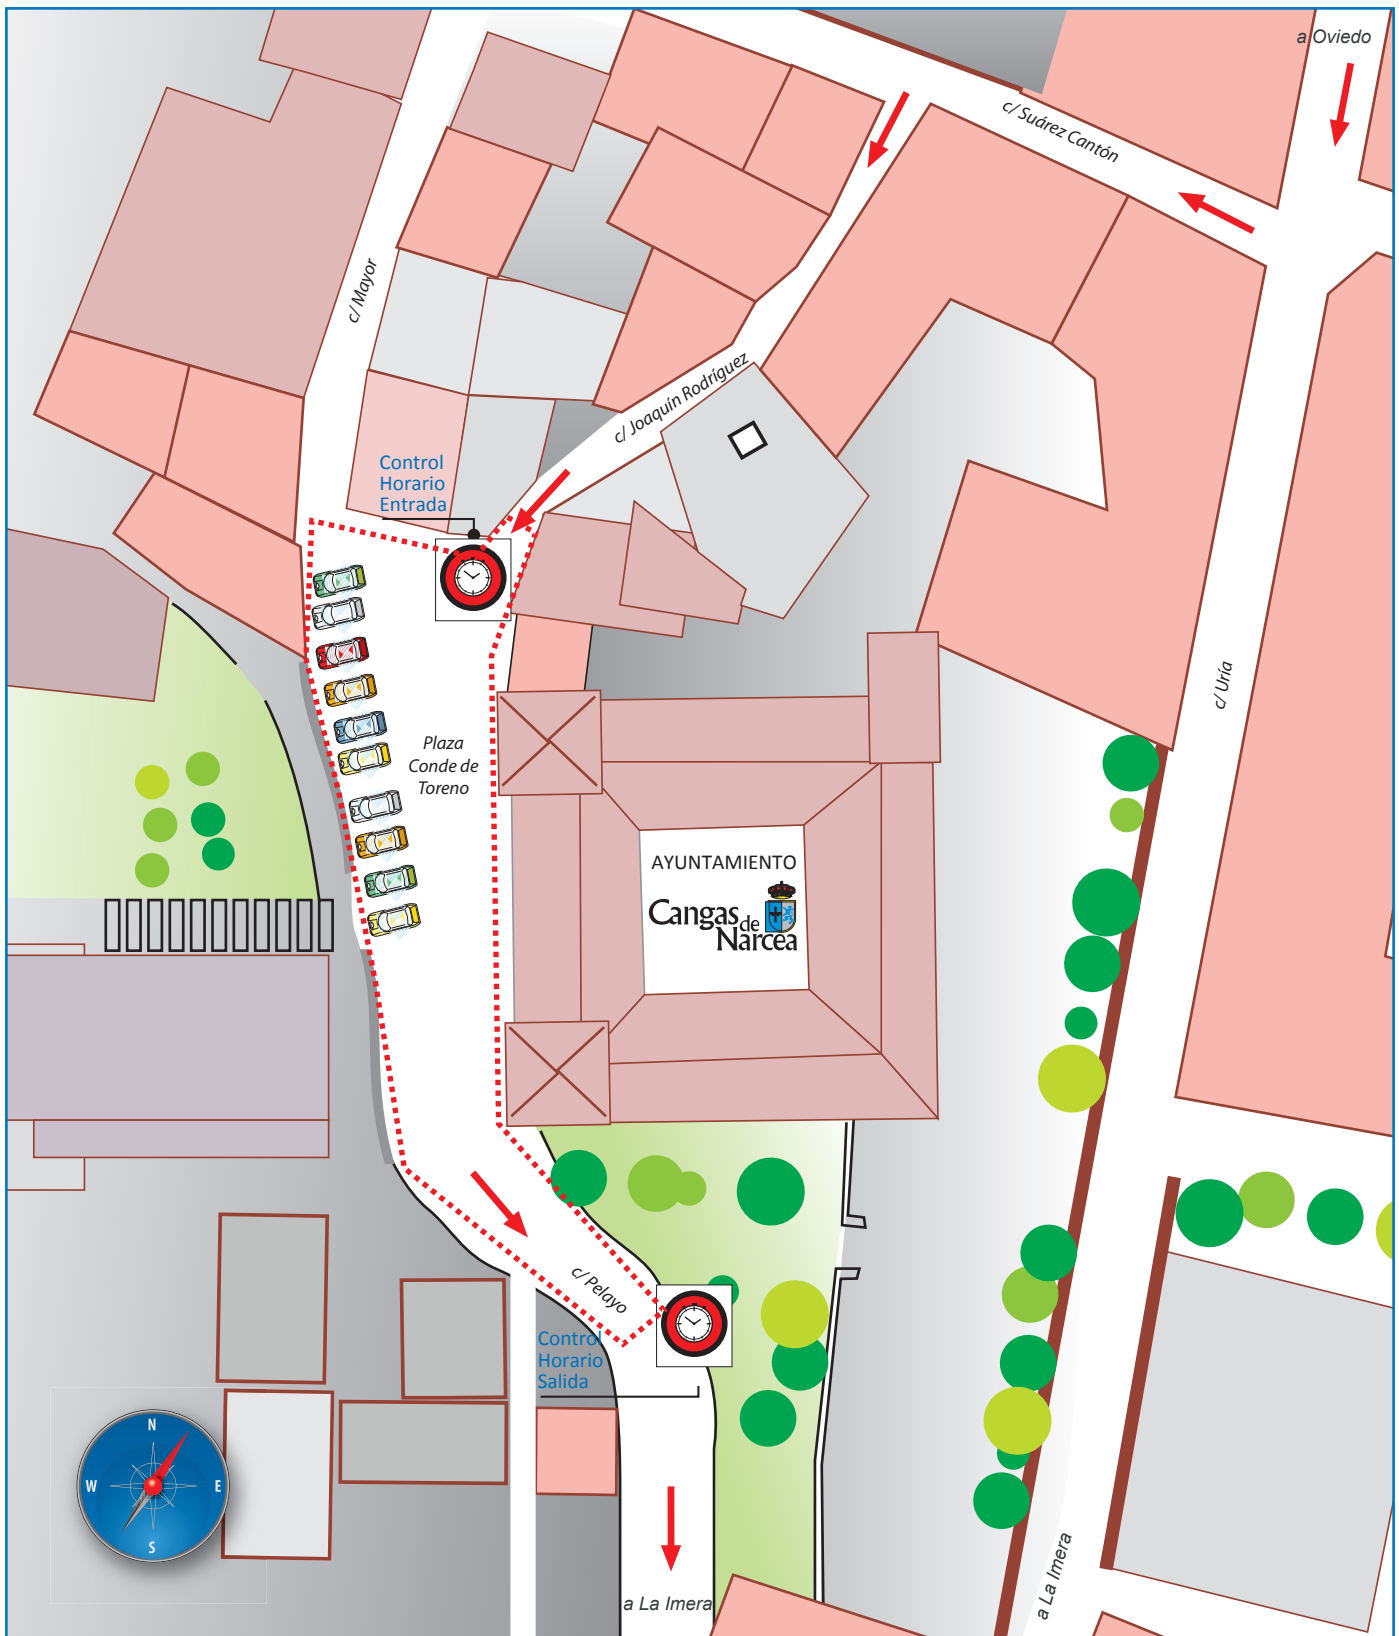 a Oviedo
c/ Suárez Cantón
c/ Mayor
c/ Joaquín Rodríguez
Control
Horario
Entrada
c/ Uría
Plaza
Conde de
Toreno
AYUNTAMIENTO
Cangas de
Narcea
c/ Pelayo
Control
Horario
Salida
N
W
E
S
a La Imera
a La Imera